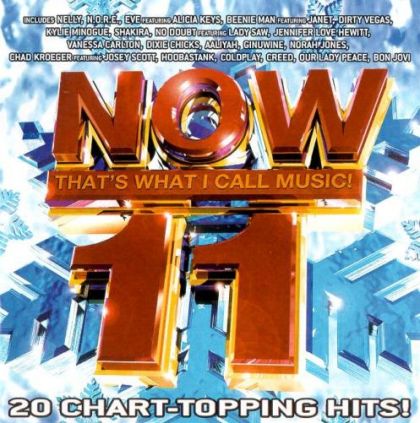 INCLUDES NELLY, N.O.R.E., EVE FEATURING ALICIA KEYS, BEENIE MAN FEATURING JANET, DIRTY VEGAS,
KYLIE MINOGUE, SHAKIRA, NO DOUBT FEATURING LADY SAW, JENNIFER LOVE HEWITT,
VANESSA CARLTON, DIXIE CHICKS, AALIYAH, GINUWINE, NORAH JONES,
CHAD KROEGER FEATURING JOSEY SCOTT, HOOBASTANK, COLDPLAY, CREED, OUR LADY PEACE, BON JOVI
NOW
THAT'S WHAT I CALL MUSIC!
11
20 CHART-TOPPING HITS!